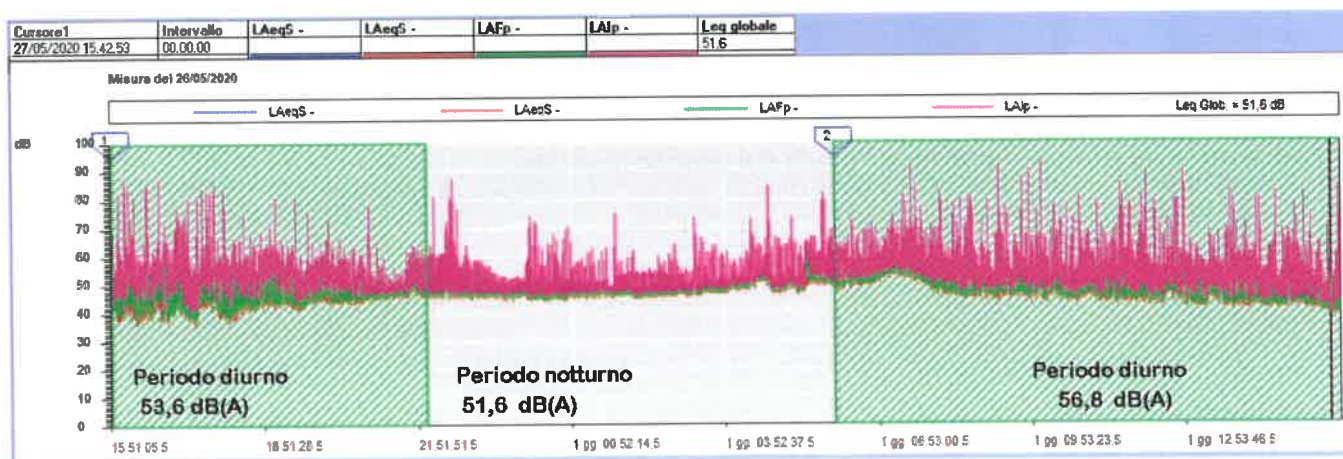 Cursore1 Intervallo LAeqS - LAeqS - LAFp - LAIp - Leq globale
27/05/2020 15.42.53 00.00.00 51.6
Misura del 26/05/2020
LAeqS - LAeqS - LAFp - LAIp - Leq Glob. = 51,6 dB
dB
1
2
100
90
80
70
60
50
40
30
20
10
0
Periodo diurno
53,6 dB(A)
Periodo notturno
51,6 dB(A)
Periodo diurno
56,8 dB(A)
15 51 05 5 18 51 28 5 21 51 51 5 1 gg 00 52 14 5 1 gg 03 52 37 5 1 gg 06 53 00 5 1 gg 09 53 23 5 1 gg 12 53 46 5